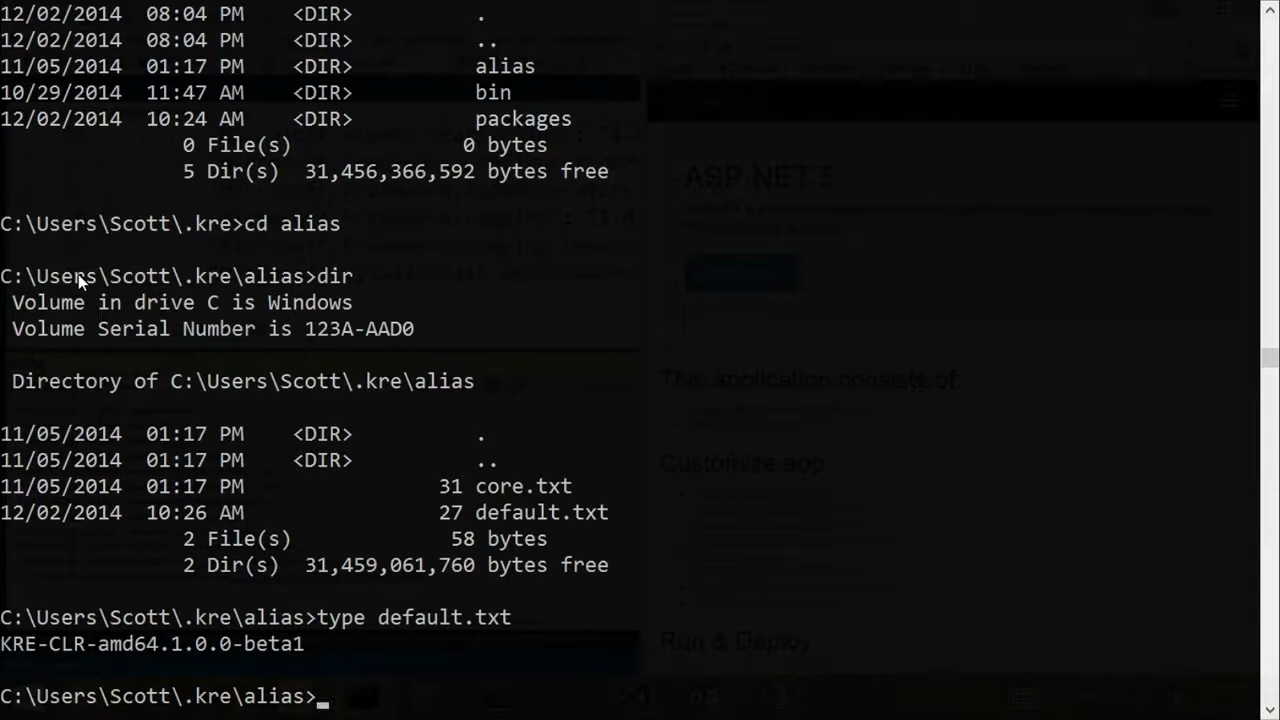 12/02/2014  08:04 PM    <DIR>          .
12/02/2014  08:04 PM    <DIR>          ..
11/05/2014  01:17 PM    <DIR>          alias
10/29/2014  11:47 AM    <DIR>          bin
12/02/2014  10:24 AM    <DIR>          packages
               0 File(s)              0 bytes
               5 Dir(s)  31,456,366,592 bytes free
C:\Users\Scott\.kre>cd alias
C:\Users\Scott\.kre\alias>dir
 Volume in drive C is Windows
 Volume Serial Number is 123A-AAD0
 Directory of C:\Users\Scott\.kre\alias
11/05/2014  01:17 PM    <DIR>          .
11/05/2014  01:17 PM    <DIR>          ..
11/05/2014  01:17 PM                31 core.txt
12/02/2014  10:26 AM                27 default.txt
               2 File(s)             58 bytes
               2 Dir(s)  31,459,061,760 bytes free
C:\Users\Scott\.kre\alias>type default.txt
KRE-CLR-amd64.1.0.0-beta1
C:\Users\Scott\.kre\alias>
ASP.NET 5
This application consists of:
Customize app
Run & Deploy